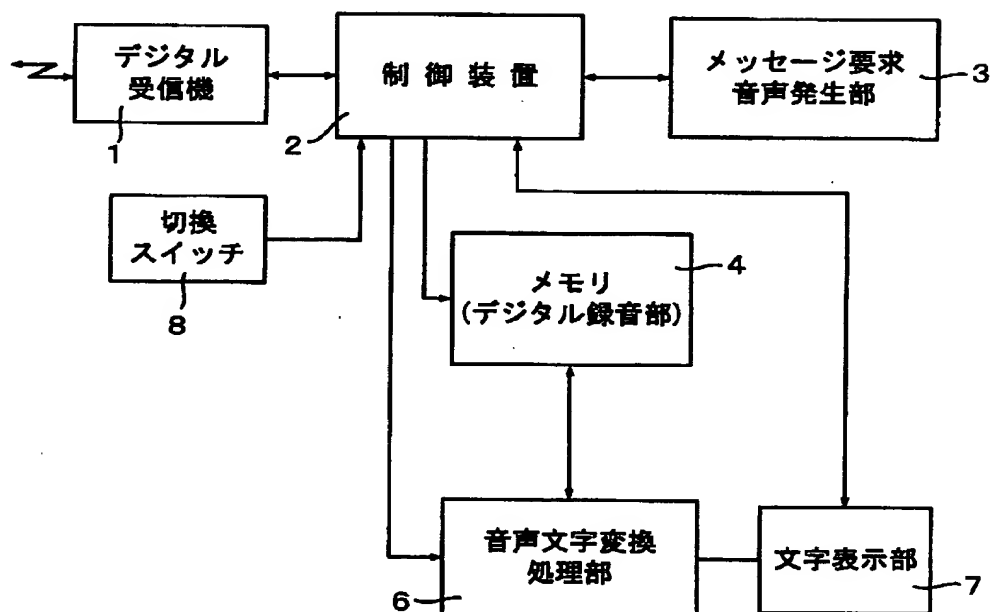 デジタル
受信機
1
制御装置
2
メッセージ要求
音声発生部
3
切換
スイッチ
8
メモリ
(デジタル録音部)
4
音声文字変換
処理部
6
文字表示部
7